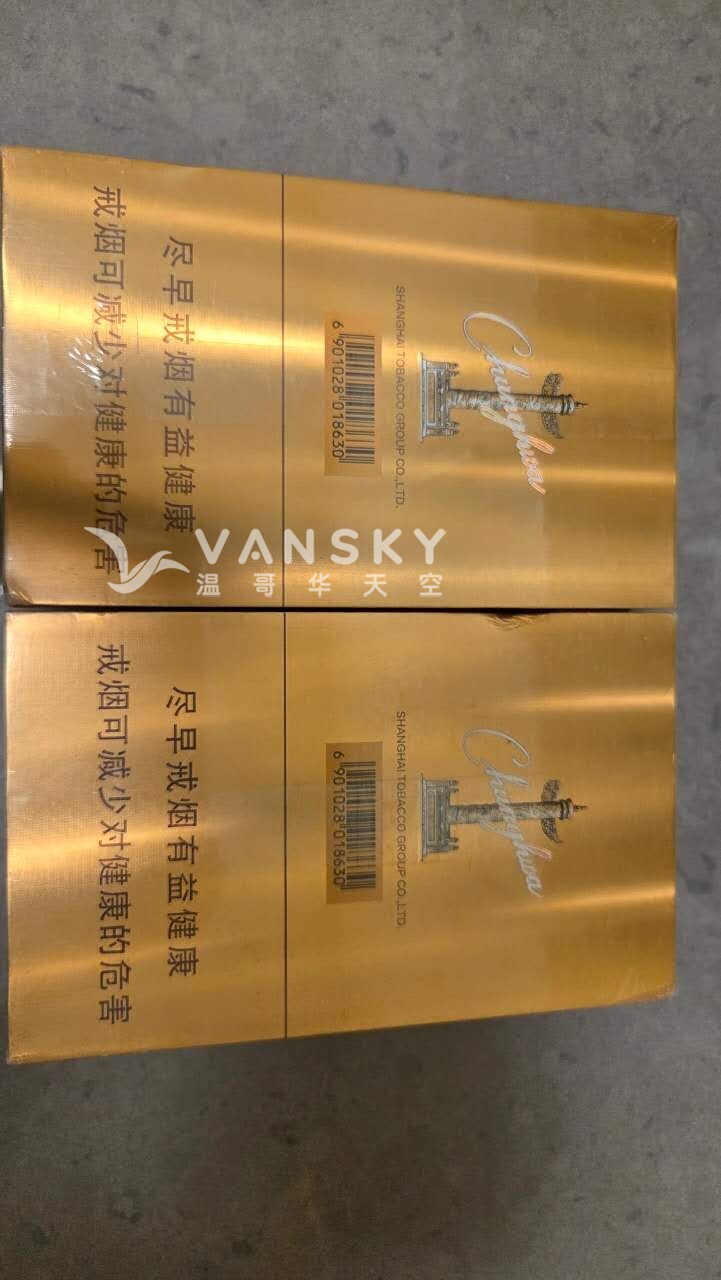 Chunghwa
SHANGHAI TOBACCO GROUP CO.,LTD.
6 901028 018630
尽早戒烟有益健康
戒烟可减少对健康的危害
VANSKY
温哥华天空
Chunghwa
SHANGHAI TOBACCO GROUP CO.,LTD.
6 901028 018630
尽早戒烟有益健康
戒烟可减少对健康的危害